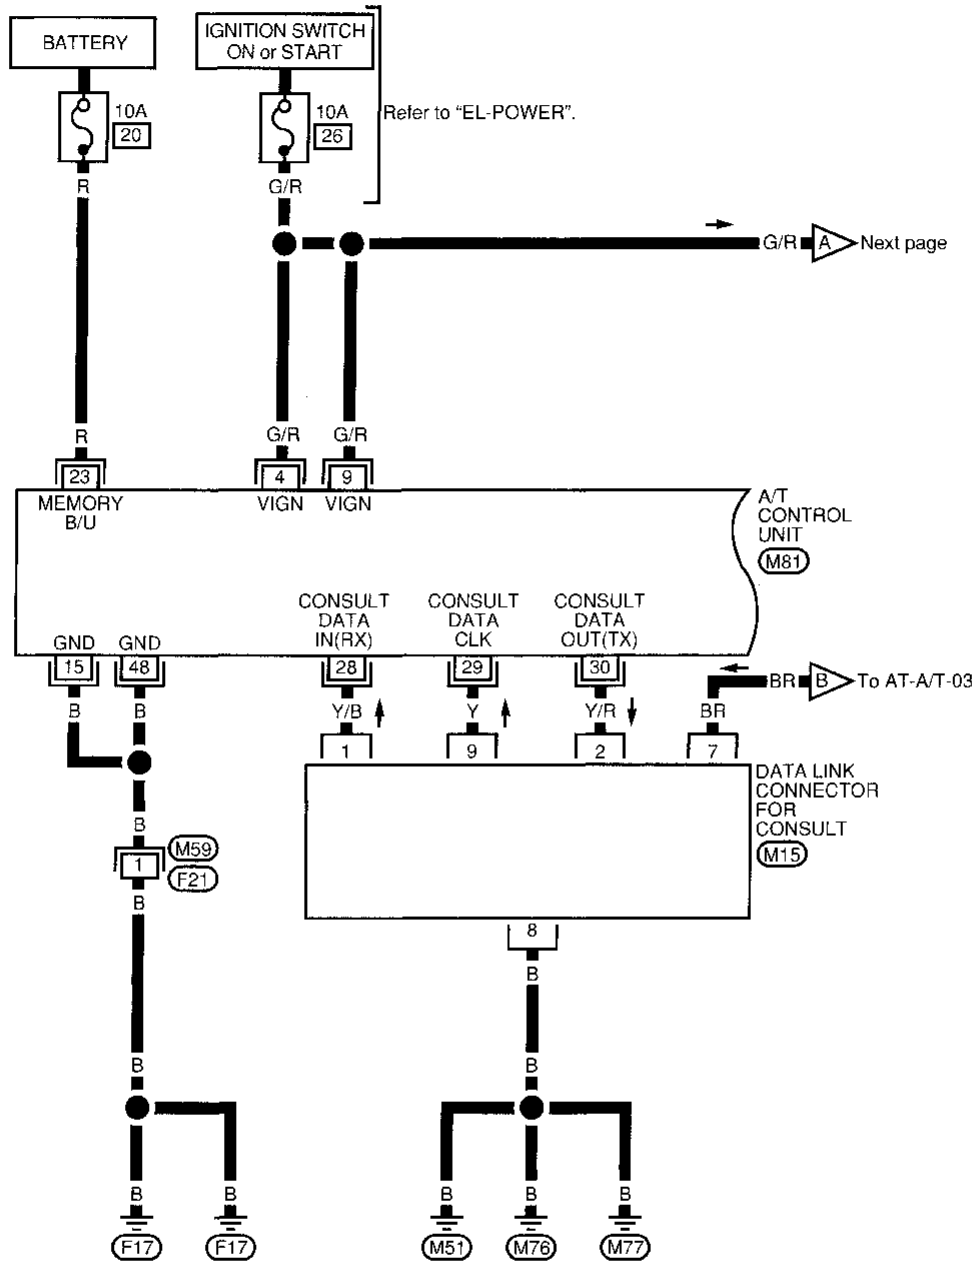 BATTERY
IGNITION SWITCH
ON or START
10A
20
10A
26
Refer to "EL-POWER".
R
G/R
G/R
A
Next page
R
G/R
G/R
23
4
9
MEMORY
B/U
VIGN
VIGN
A/T
CONTROL
UNIT
M81
CONSULT
DATA
IN(RX)
CONSULT
DATA
CLK
CONSULT
DATA
OUT(TX)
GND
GND
15
48
28
29
30
BR
B
To AT-A/T-03
B
B
Y/B
Y
Y/R
BR
1
9
2
7
DATA LINK
CONNECTOR
FOR
CONSULT
M15
B
1
M59
F21
B
8
B
B
B
B
B
B
B
B
F17
F17
M51
M76
M77